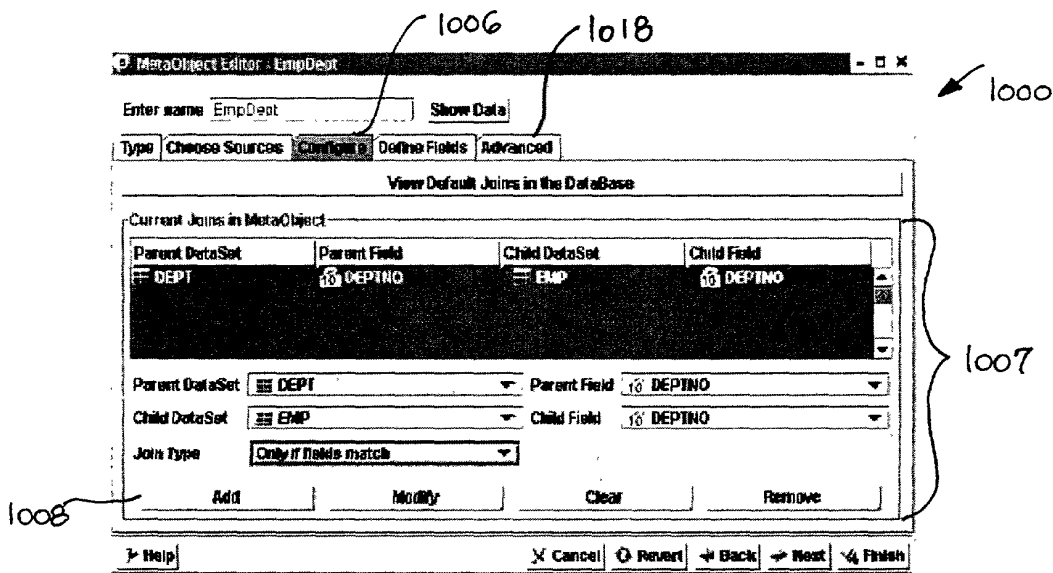 1006
1018
MetaObject Editor - EmpDept
1000
Enter name EmpDept Show Data
Type Choose Sources Configure Define Fields Advanced
View Default Joins in the DataBase
Current Joins in MetaObject
Parent DataSet Parent Field Child DataSet Child Field
DEPT DEPTNO EMP DEPTNO
1007
Parent DataSet DEPT Parent Field DEPTNO
Child DataSet EMP Child Field DEPTNO
Join Type Only if fields match
1008
Add Modify Clear Remove
Help Cancel Revert Back Next Finish